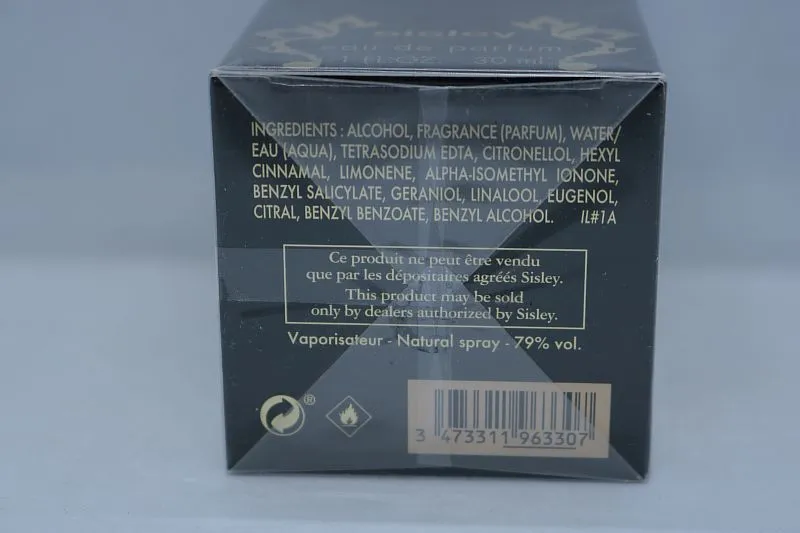 sisley
eau de parfum
1 fl.OZ. 30 ml
INGREDIENTS : ALCOHOL, FRAGRANCE (PARFUM), WATER/
EAU (AQUA), TETRASODIUM EDTA, CITRONELLOL, HEXYL
CINNAMAL, LIMONENE, ALPHA-ISOMETHYL IONONE,
BENZYL SALICYLATE, GERANIOL, LINALOOL, EUGENOL,
CITRAL, BENZYL BENZOATE, BENZYL ALCOHOL. IL#1A
Ce produit ne peut être vendu
que par les dépositaires agréés Sisley.
This product may be sold
only by dealers authorized by Sisley.
Vaporisateur - Natural spray - 79% vol.
®
3 473311 963307